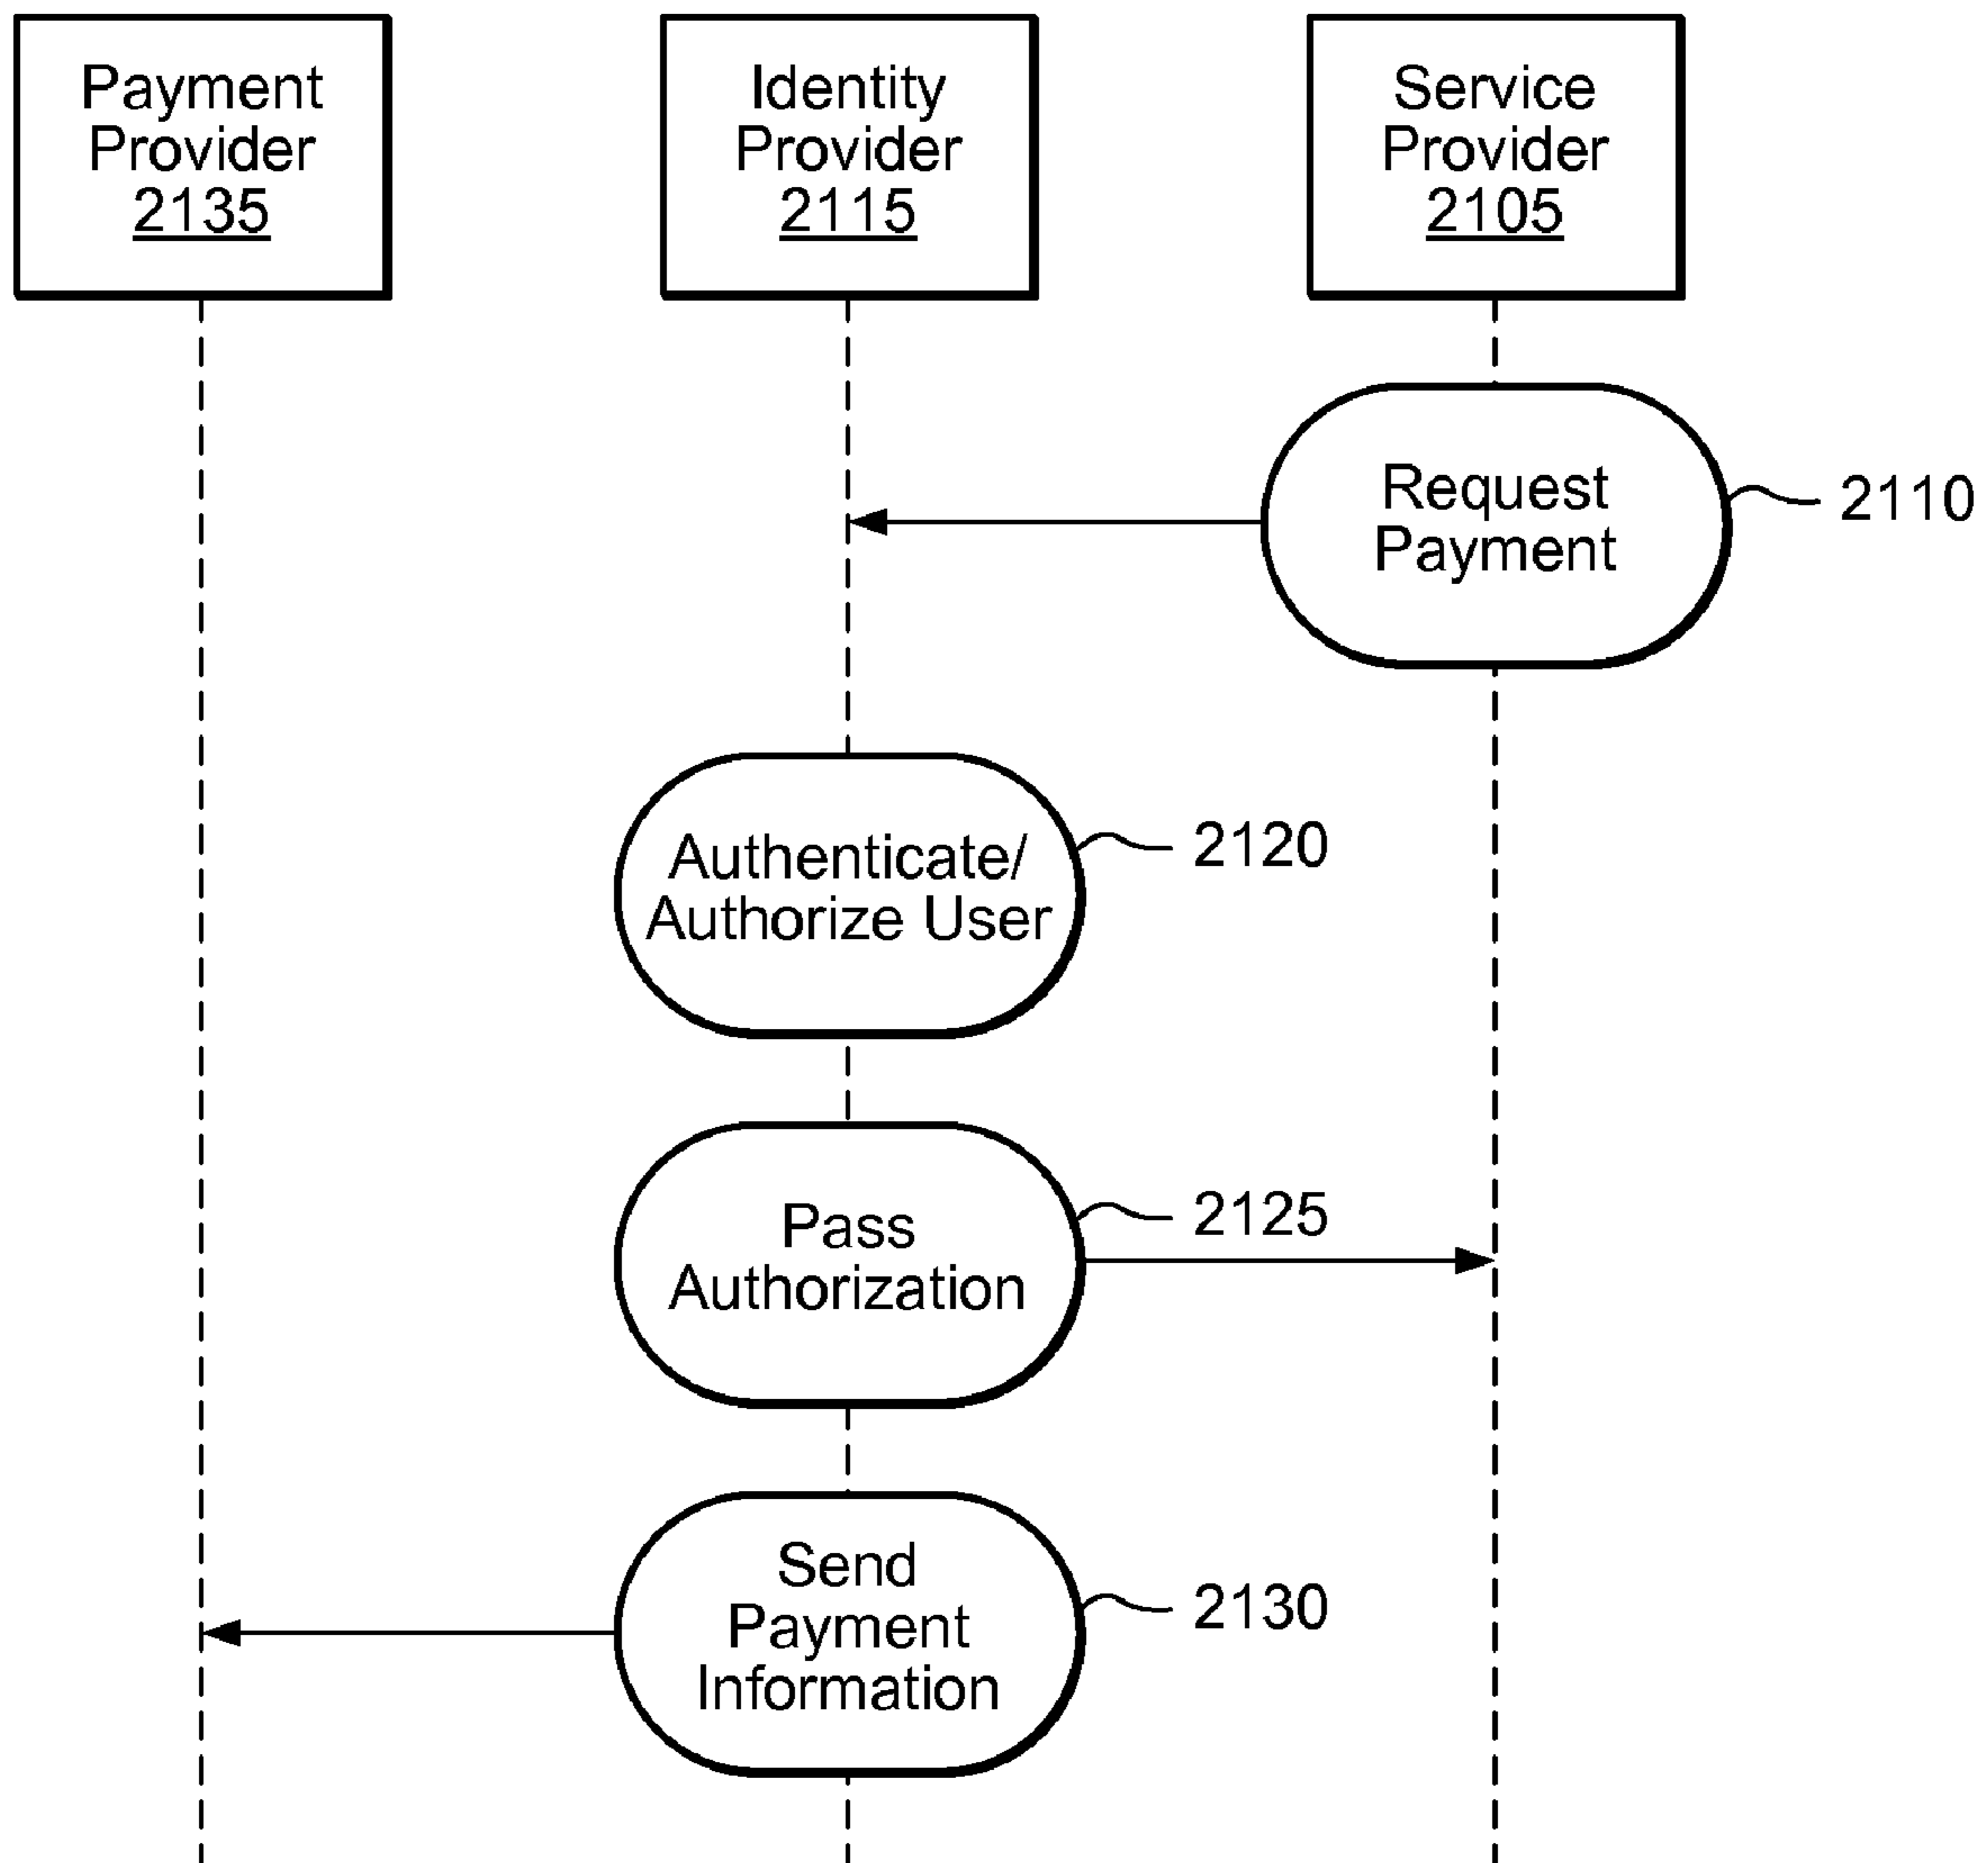 Payment
Provider
2135
Identity
Provider
2115
Service
Provider
2105
Request
Payment
2110
Authenticate/
Authorize User
2120
Pass
Authorization
2125
Send
Payment
Information
2130